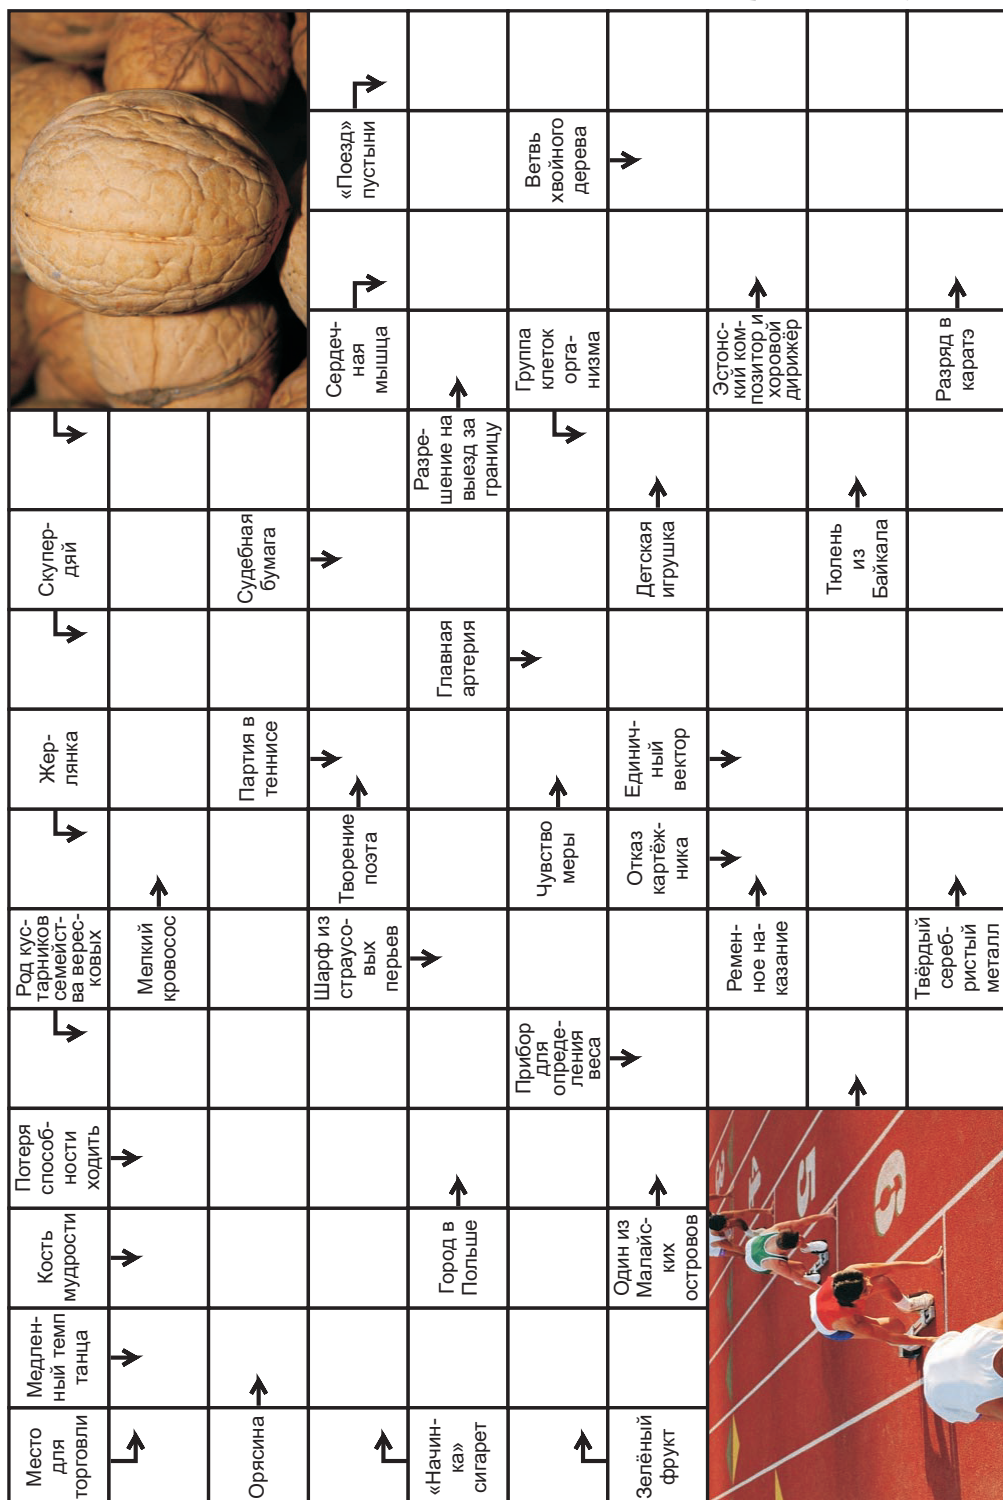 Место
для
торговли
Медлен-
ный темп
танца
Кость
мудрости
Потеря
способ-
ности
ходить
Род кус-
тарников
семейст-
ва верес-
ковых
Жер-
лянка
Скупер-
дяй
Мелкий
кровосос
Орясина
Партия в
теннисе
Судебная
бумага
Шарф из
страусо-
вых
перьев
Творение
поэта
Сердеч-
ная
мышца
«Поезд»
пустыни
«Начин-
ка»
сигарет
Город в
Польше
Главная
артерия
Разре-
шение на
выезд за
границу
Прибор
для
опреде-
ления
веса
Чувство
меры
Группа
клеток
орга-
низма
Ветвь
хвойного
дерева
Зелёный
фрукт
Один из
Малайс-
ких
островов
Отказ
картёж-
ника
Единич-
ный
вектор
Детская
игрушка
Ремен-
ное на-
казание
Эстонс-
кий ком-
позитор и
хоровой
дирижёр
5
6
Тюлень
из
Байкала
Твёрдый
сереб-
ристый
металл
Разряд в
каратэ